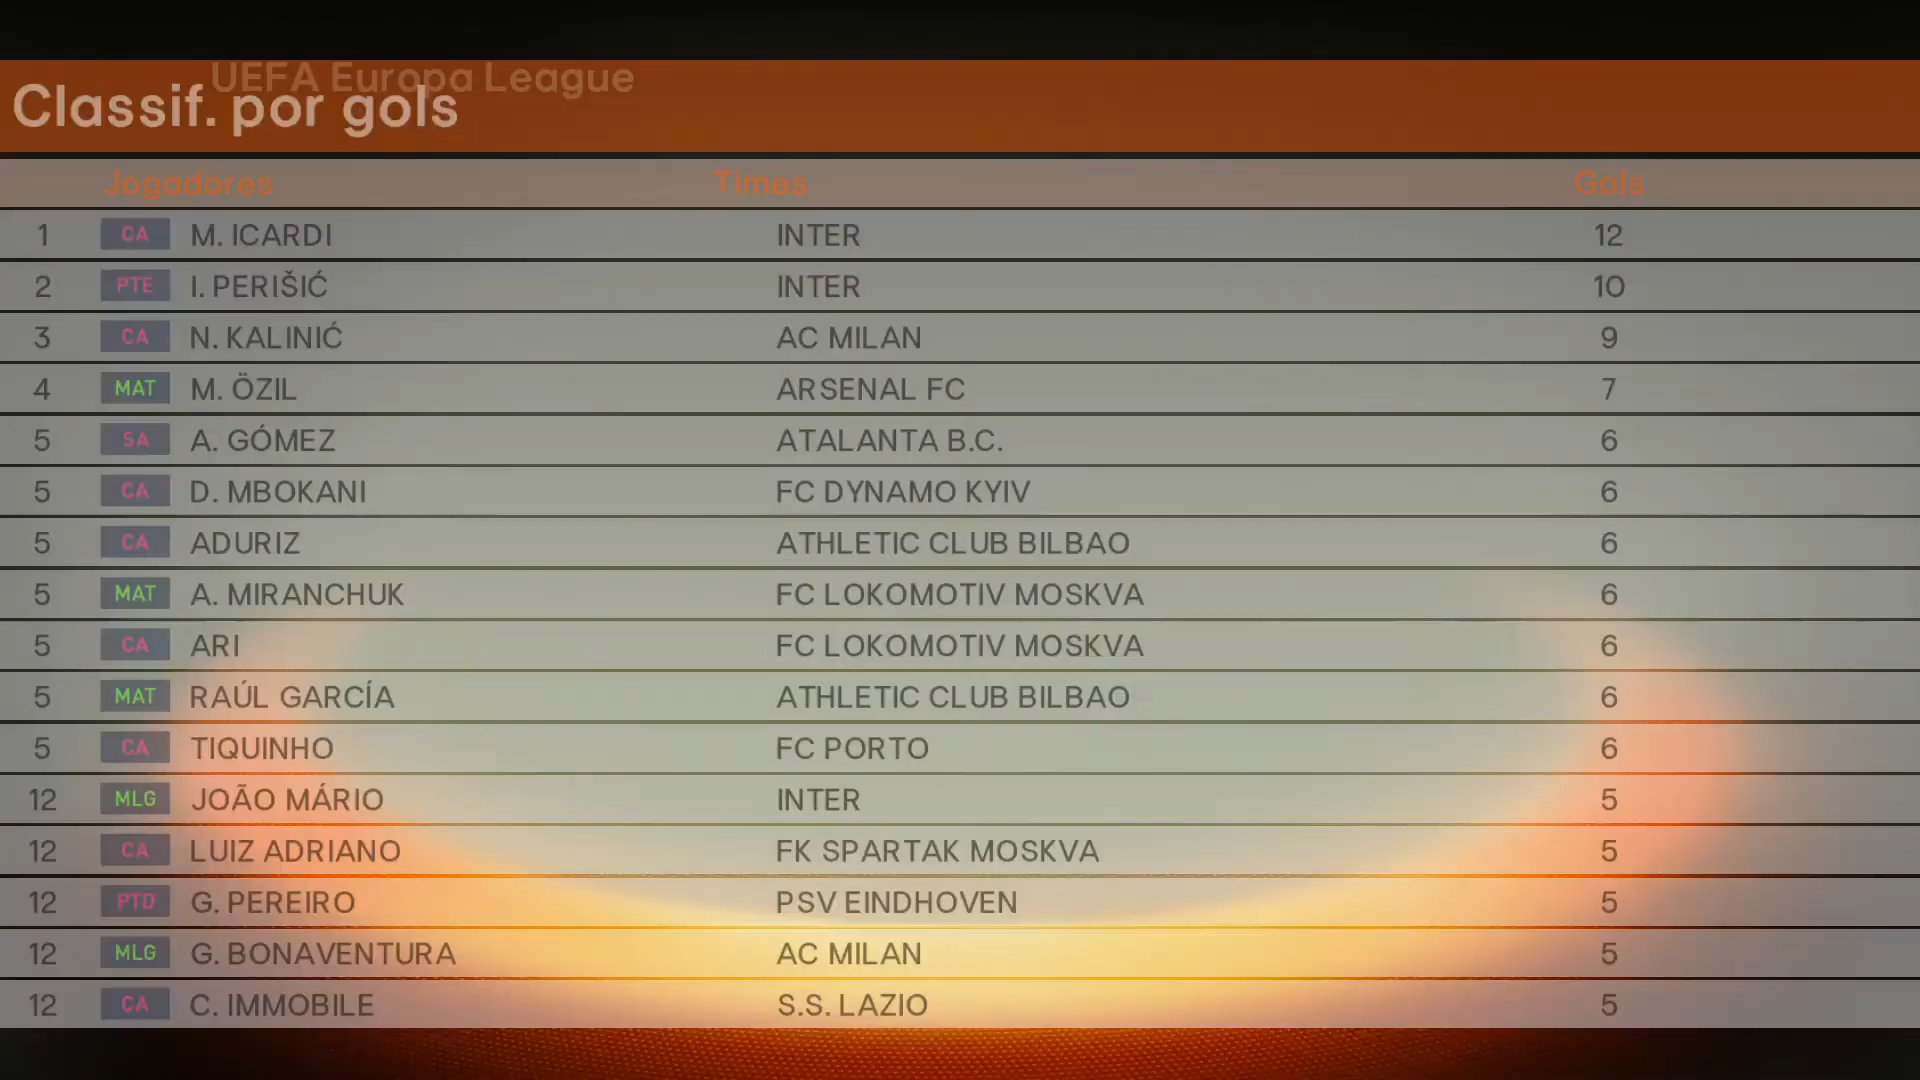 UEFA Europa League
Classif. por gols
Jogadores Times Gols
1 CA M. ICARDI INTER 12
2 PTE I. PERIŠIĆ INTER 10
3 CA N. KALINIĆ AC MILAN 9
4 MAT M. ÖZIL ARSENAL FC 7
5 SA A. GÓMEZ ATALANTA B.C. 6
5 CA D. MBOKANI FC DYNAMO KYIV 6
5 CA ADURIZ ATHLETIC CLUB BILBAO 6
5 MAT A. MIRANCHUK FC LOKOMOTIV MOSKVA 6
5 CA ARI FC LOKOMOTIV MOSKVA 6
5 MAT RAÚL GARCÍA ATHLETIC CLUB BILBAO 6
5 CA TIQUINHO FC PORTO 6
12 MLG JOÃO MÁRIO INTER 5
12 CA LUIZ ADRIANO FK SPARTAK MOSKVA 5
12 PTD G. PEREIRO PSV EINDHOVEN 5
12 MLG G. BONAVENTURA AC MILAN 5
12 CA C. IMMOBILE S.S. LAZIO 5